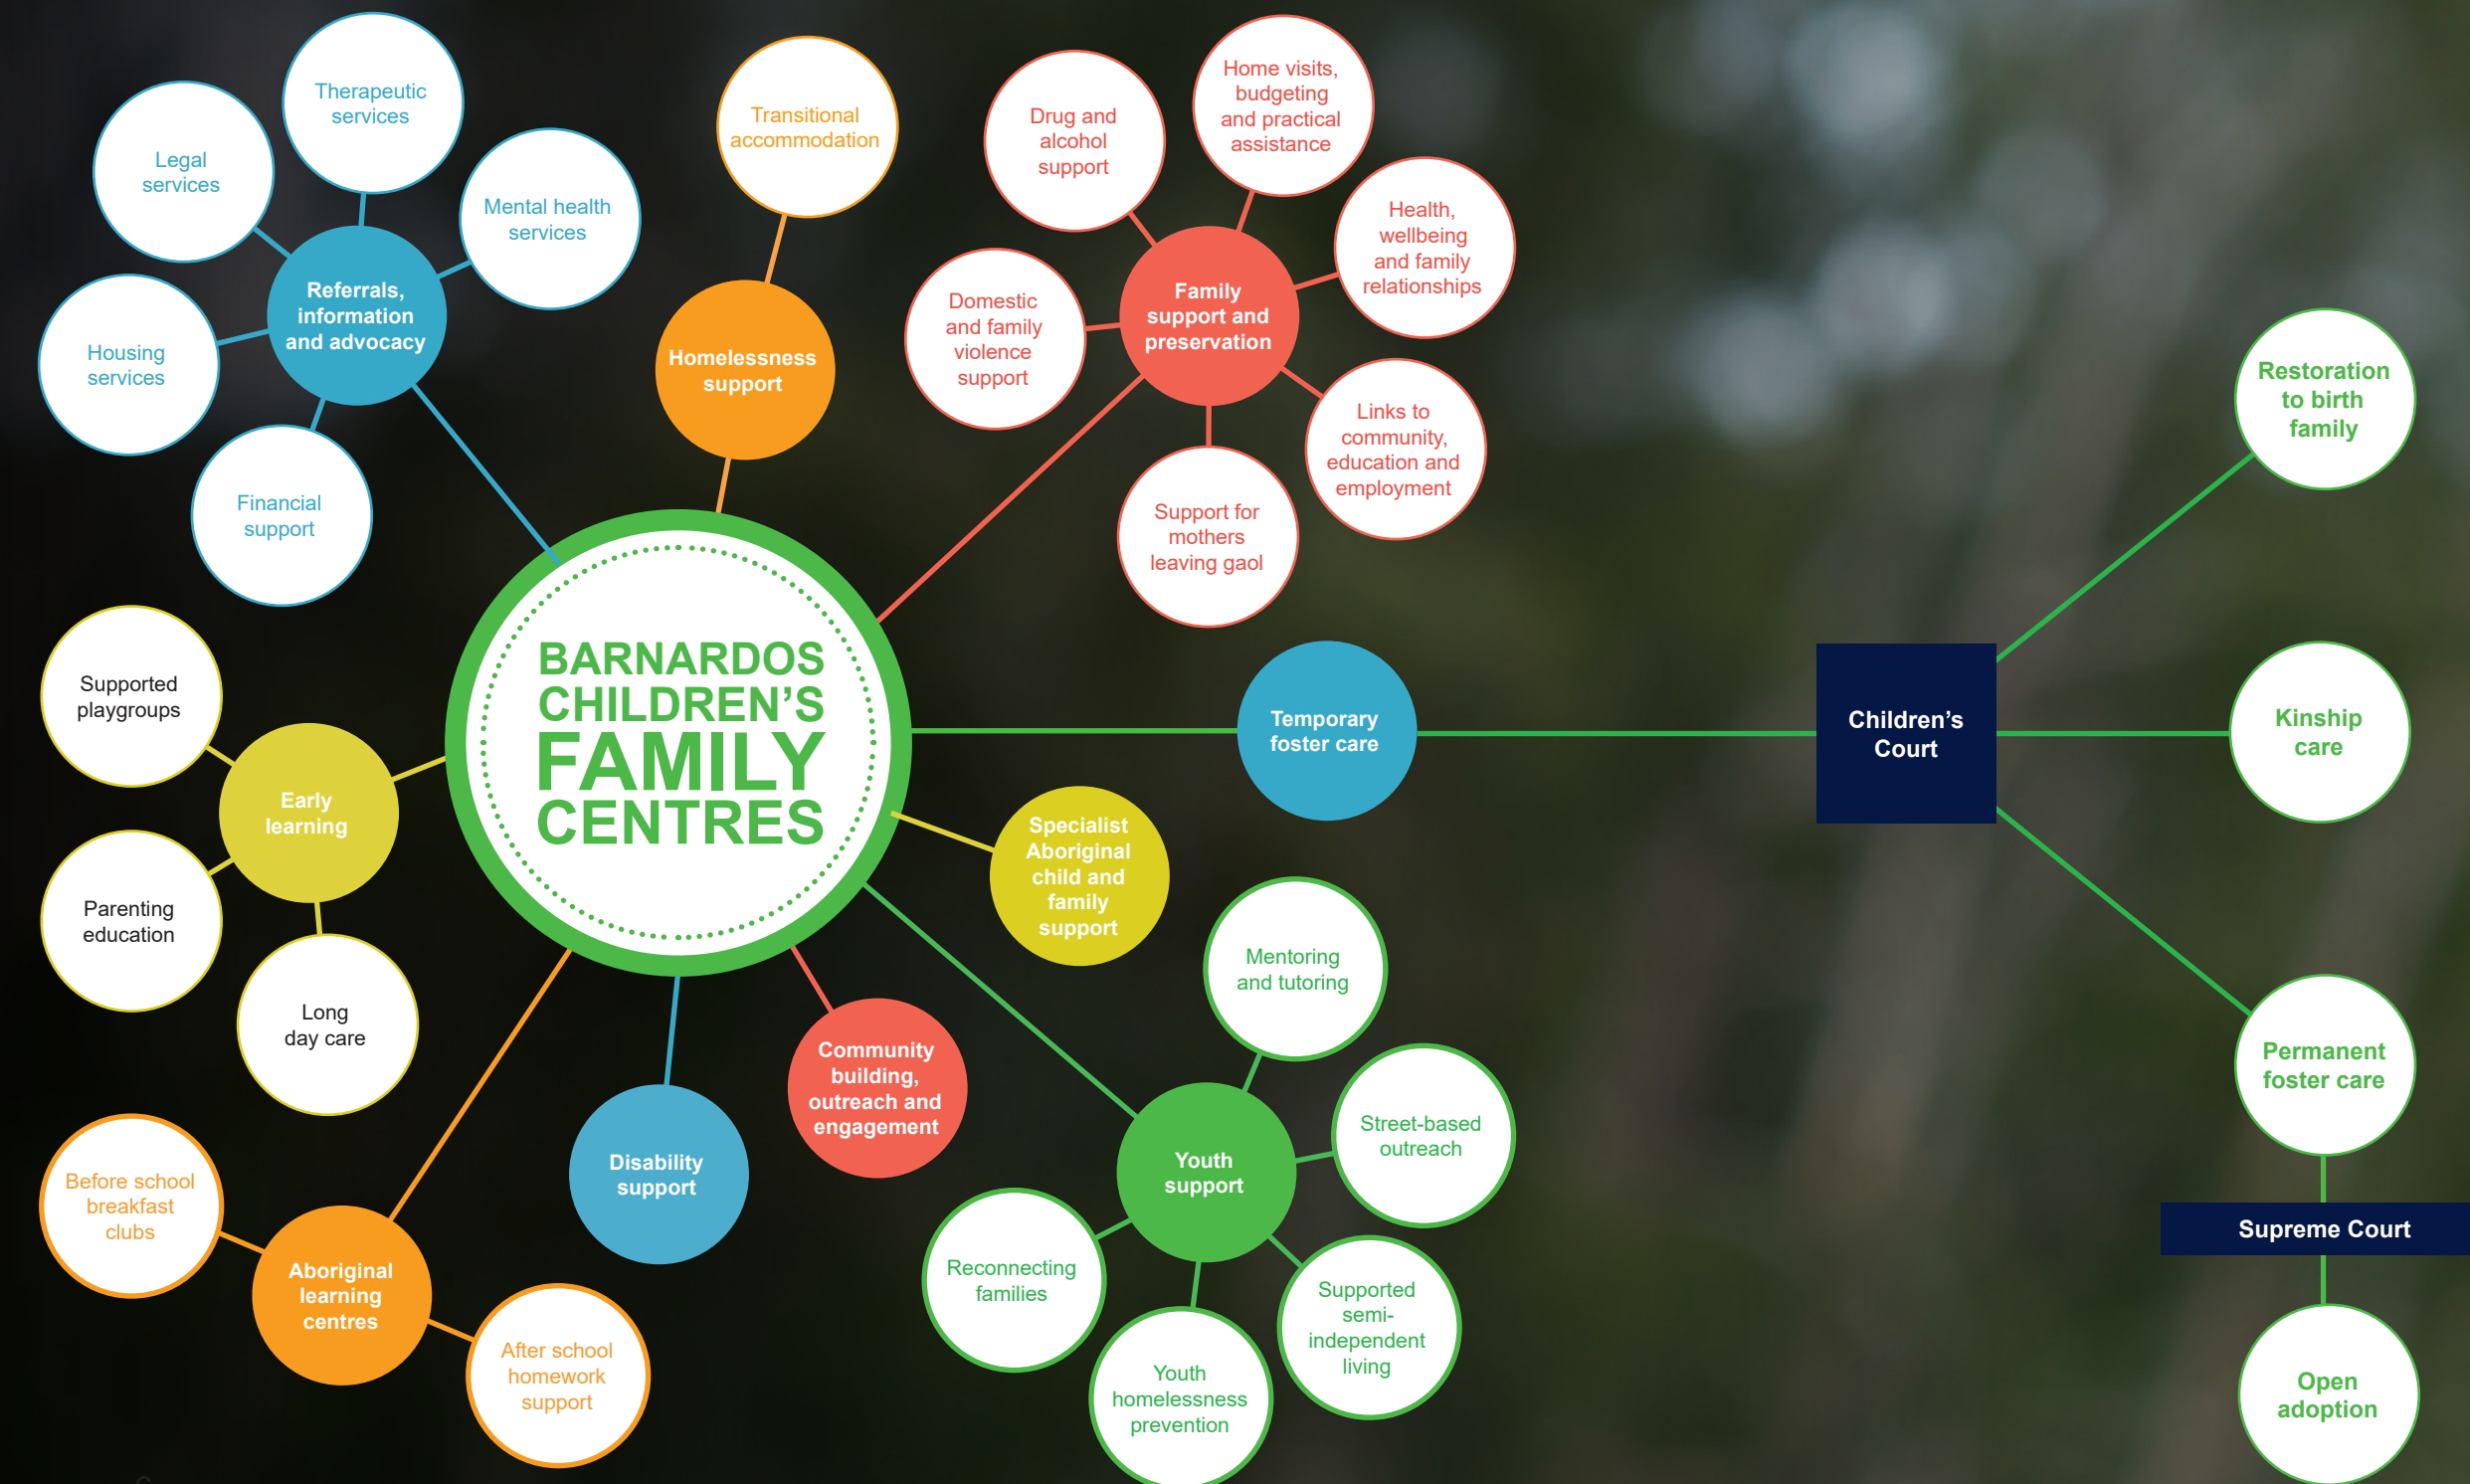 Therapeutic
services
Legal
services
Mental health
services
Referrals,
information
and advocacy
Housing
services
Financial
support
Transitional
accommodation
Homelessness
support
Drug and
alcohol
support
Home visits,
budgeting
and practical
assistance
Health,
wellbeing
and family
relationships
Family
support and
preservation
Domestic
and family
violence
support
Links to
community,
education and
employment
Support for
mothers
leaving gaol
BARNARDOS
CHILDREN’S
FAMILY
CENTRES
Supported
playgroups
Early
learning
Parenting
education
Long
day care
Temporary
foster care
Children’s
Court
Restoration
to birth
family
Kinship
care
Permanent
foster care
Supreme Court
Open
adoption
Specialist
Aboriginal
child and
family
support
Mentoring
and tutoring
Street-based
outreach
Youth
support
Reconnecting
families
Supported
semi-
independent
living
Youth
homelessness
prevention
Community
building,
outreach and
engagement
Disability
support
Before school
breakfast
clubs
Aboriginal
learning
centres
After school
homework
support